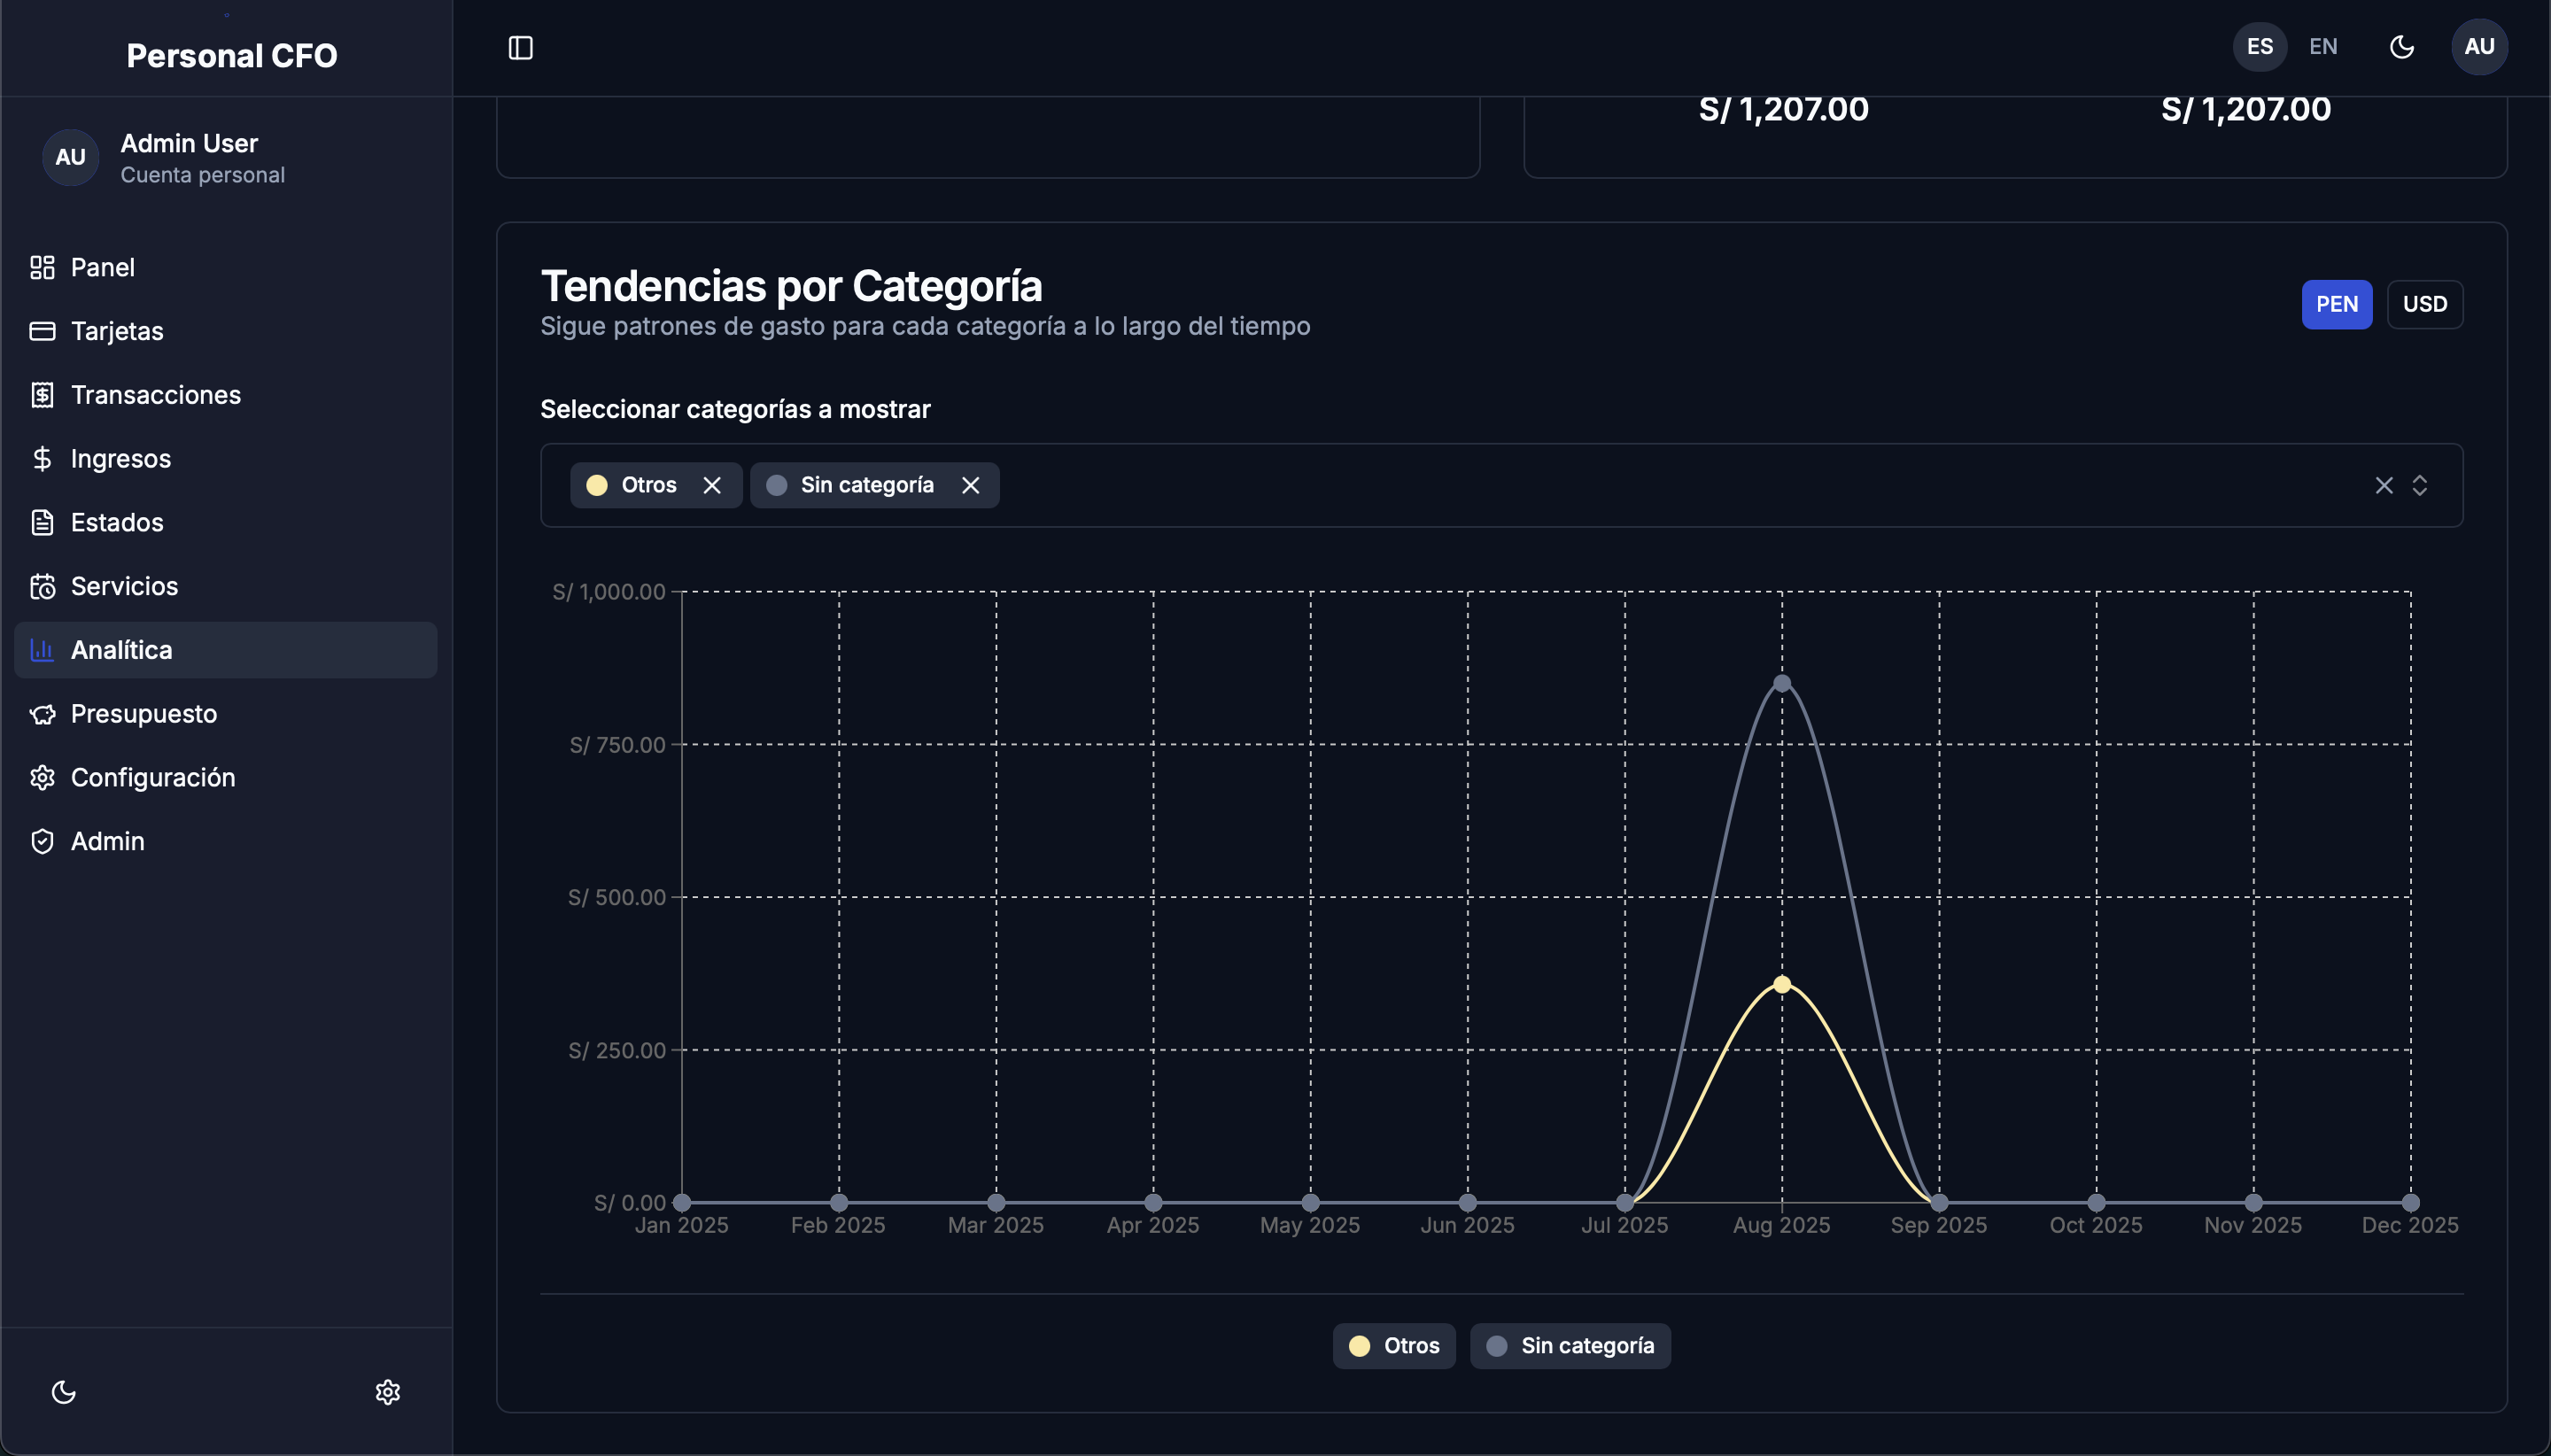 Personal CFO
AU
Admin User
Cuenta personal
Panel
Tarjetas
Transacciones
Ingresos
Estados
Servicios
Analítica
Presupuesto
Configuración
Admin
ES EN AU
S/ 1,207.00 S/ 1,207.00
Tendencias por Categoría
Sigue patrones de gasto para cada categoría a lo largo del tiempo
PEN USD
Seleccionar categorías a mostrar
Otros Sin categoría
S/ 1,000.00
S/ 750.00
S/ 500.00
S/ 250.00
S/ 0.00
Jan 2025 Feb 2025 Mar 2025 Apr 2025 May 2025 Jun 2025 Jul 2025 Aug 2025 Sep 2025 Oct 2025 Nov 2025 Dec 2025
Otros Sin categoría